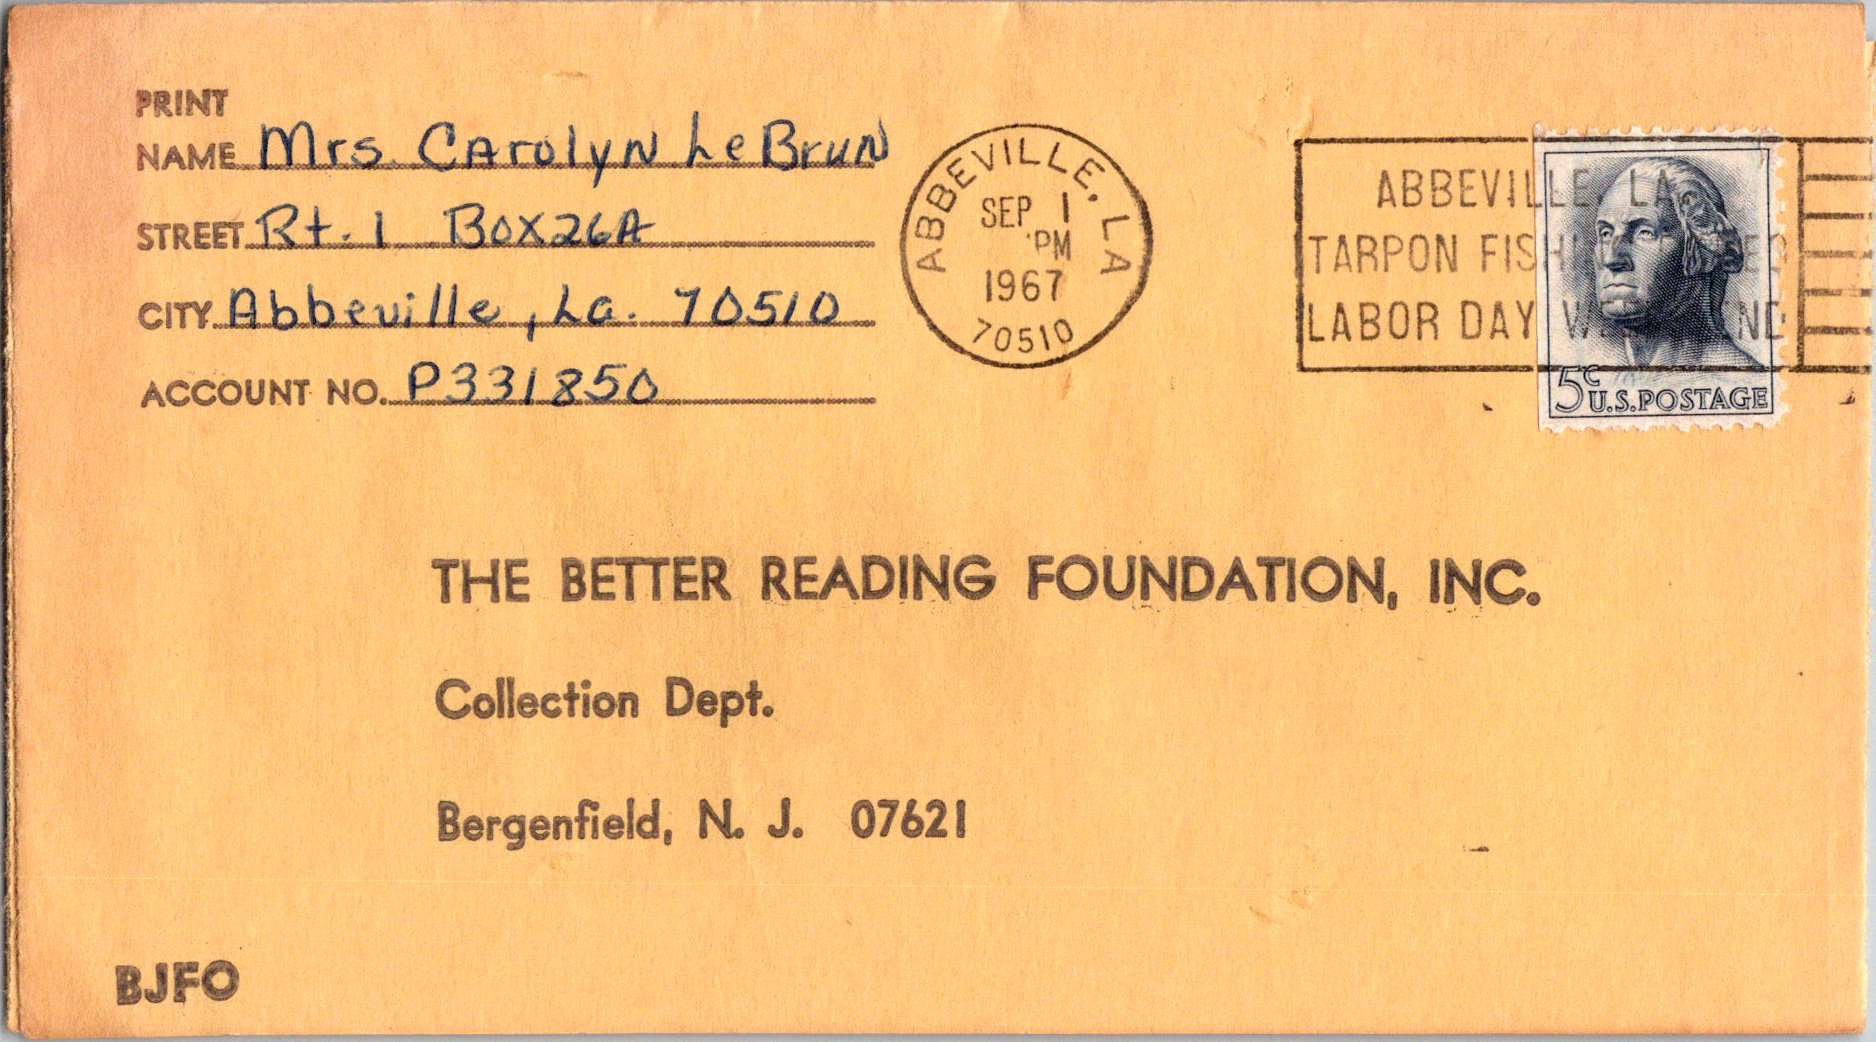 PRINT
NAME Mrs. Carolyn LeBrun
STREET Rt. 1 Box 26A
CITY Abbeville, La. 70510
ACCOUNT NO. P331850
ABBEVILLE, LA
SEP 1
PM
1967
70510
ABBEVILLE, LA
TARPON FISH
LABOR DAY
5c U.S. POSTAGE
THE BETTER READING FOUNDATION, INC.
Collection Dept.
Bergenfield, N. J. 07621
BJFO